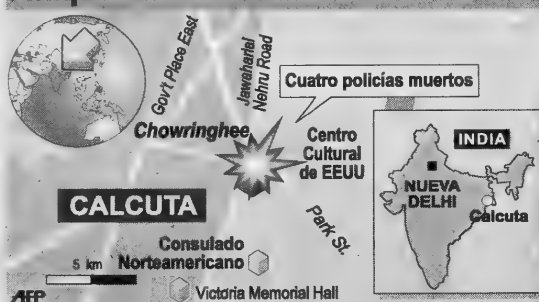 Gov't Place East
Jawaharlal
Nehru Road
Cuatro policías muertos
Chowringhee
Centro
Cultural
de EEUU
INDIA
NUEVA
DELHI
Calcuta
CALCUTA
Park St.
Consulado
Norteamericano
5 km
AFP
Victoria Memorial Hall